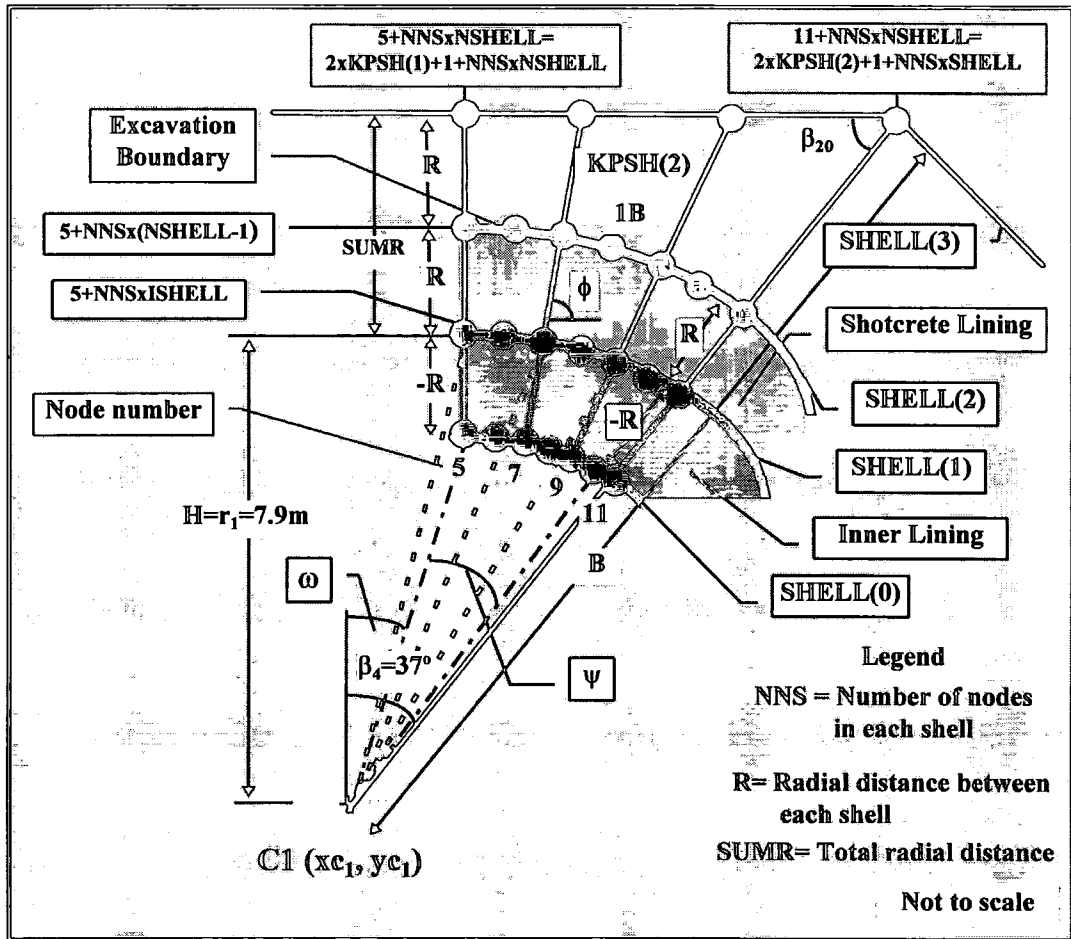 5+NNSxNSHELL=
2xKPSH(1)+1+NNSxNSHELL
11+NNSxNSHELL=
2xKPSH(2)+1+NNSxSHELL
Excavation
Boundary
R
β20
KPSH(2)
1B
5+NNSx(NSHELL-1)
SUMR
R
SHELL(3)
5+NNSxISHELL
ϕ
R
Shotcrete Lining
-R
Node number
-R
SHELL(2)
5
7
9
11
SHELL(1)
H=r1=7.9m
Inner Lining
B
ω
SHELL(0)
β4=37º
ψ
Legend
NNS = Number of nodes
in each shell
R= Radial distance between
each shell
C1 (xc1, yc1)
SUMR= Total radial distance
Not to scale